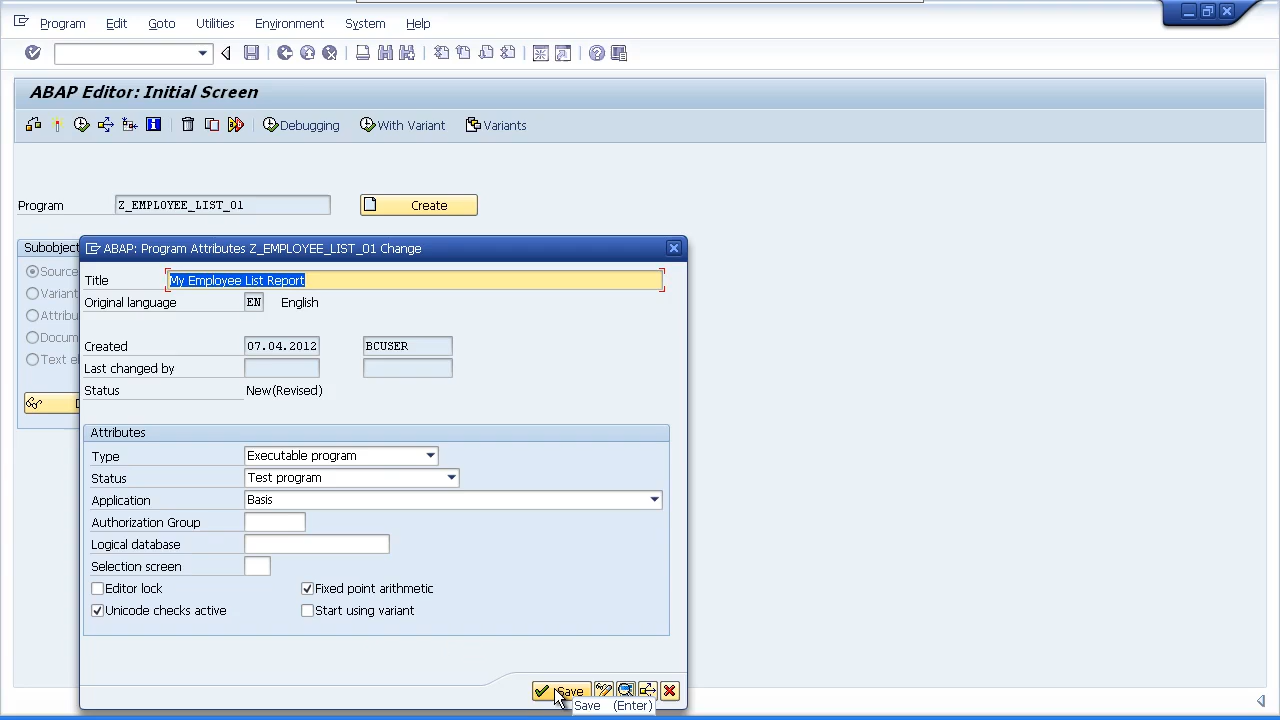 Program Edit Goto Utilities Environment System Help
ABAP Editor: Initial Screen
Debugging With Variant Variants
Program Z_EMPLOYEE_LIST_01 Create
Subobject
ABAP: Program Attributes Z_EMPLOYEE_LIST_01 Change
Source
Title My Employee List Report
Variant
Original language EN English
Attribu
Docum
Created 07.04.2012 BCUSER
Text e
Last changed by
Status New(Revised)
Attributes
Type Executable program
Status Test program
Application Basis
Authorization Group
Logical database
Selection screen
Editor lock Fixed point arithmetic
Unicode checks active Start using variant
Save
Save (Enter)